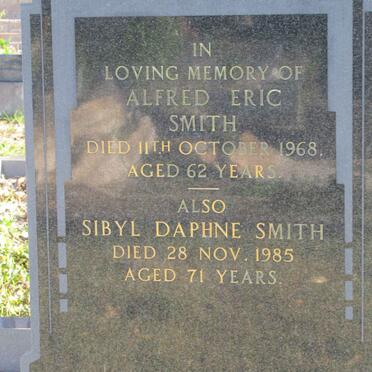 IN
LOVING MEMORY OF
ALFRED ERIC
SMITH
DIED 11TH OCTOBER 1968,
AGED 62 YEARS.
ALSO
SIBYL DAPHNE SMITH
DIED 28 NOV. 1985
AGED 71 YEARS.